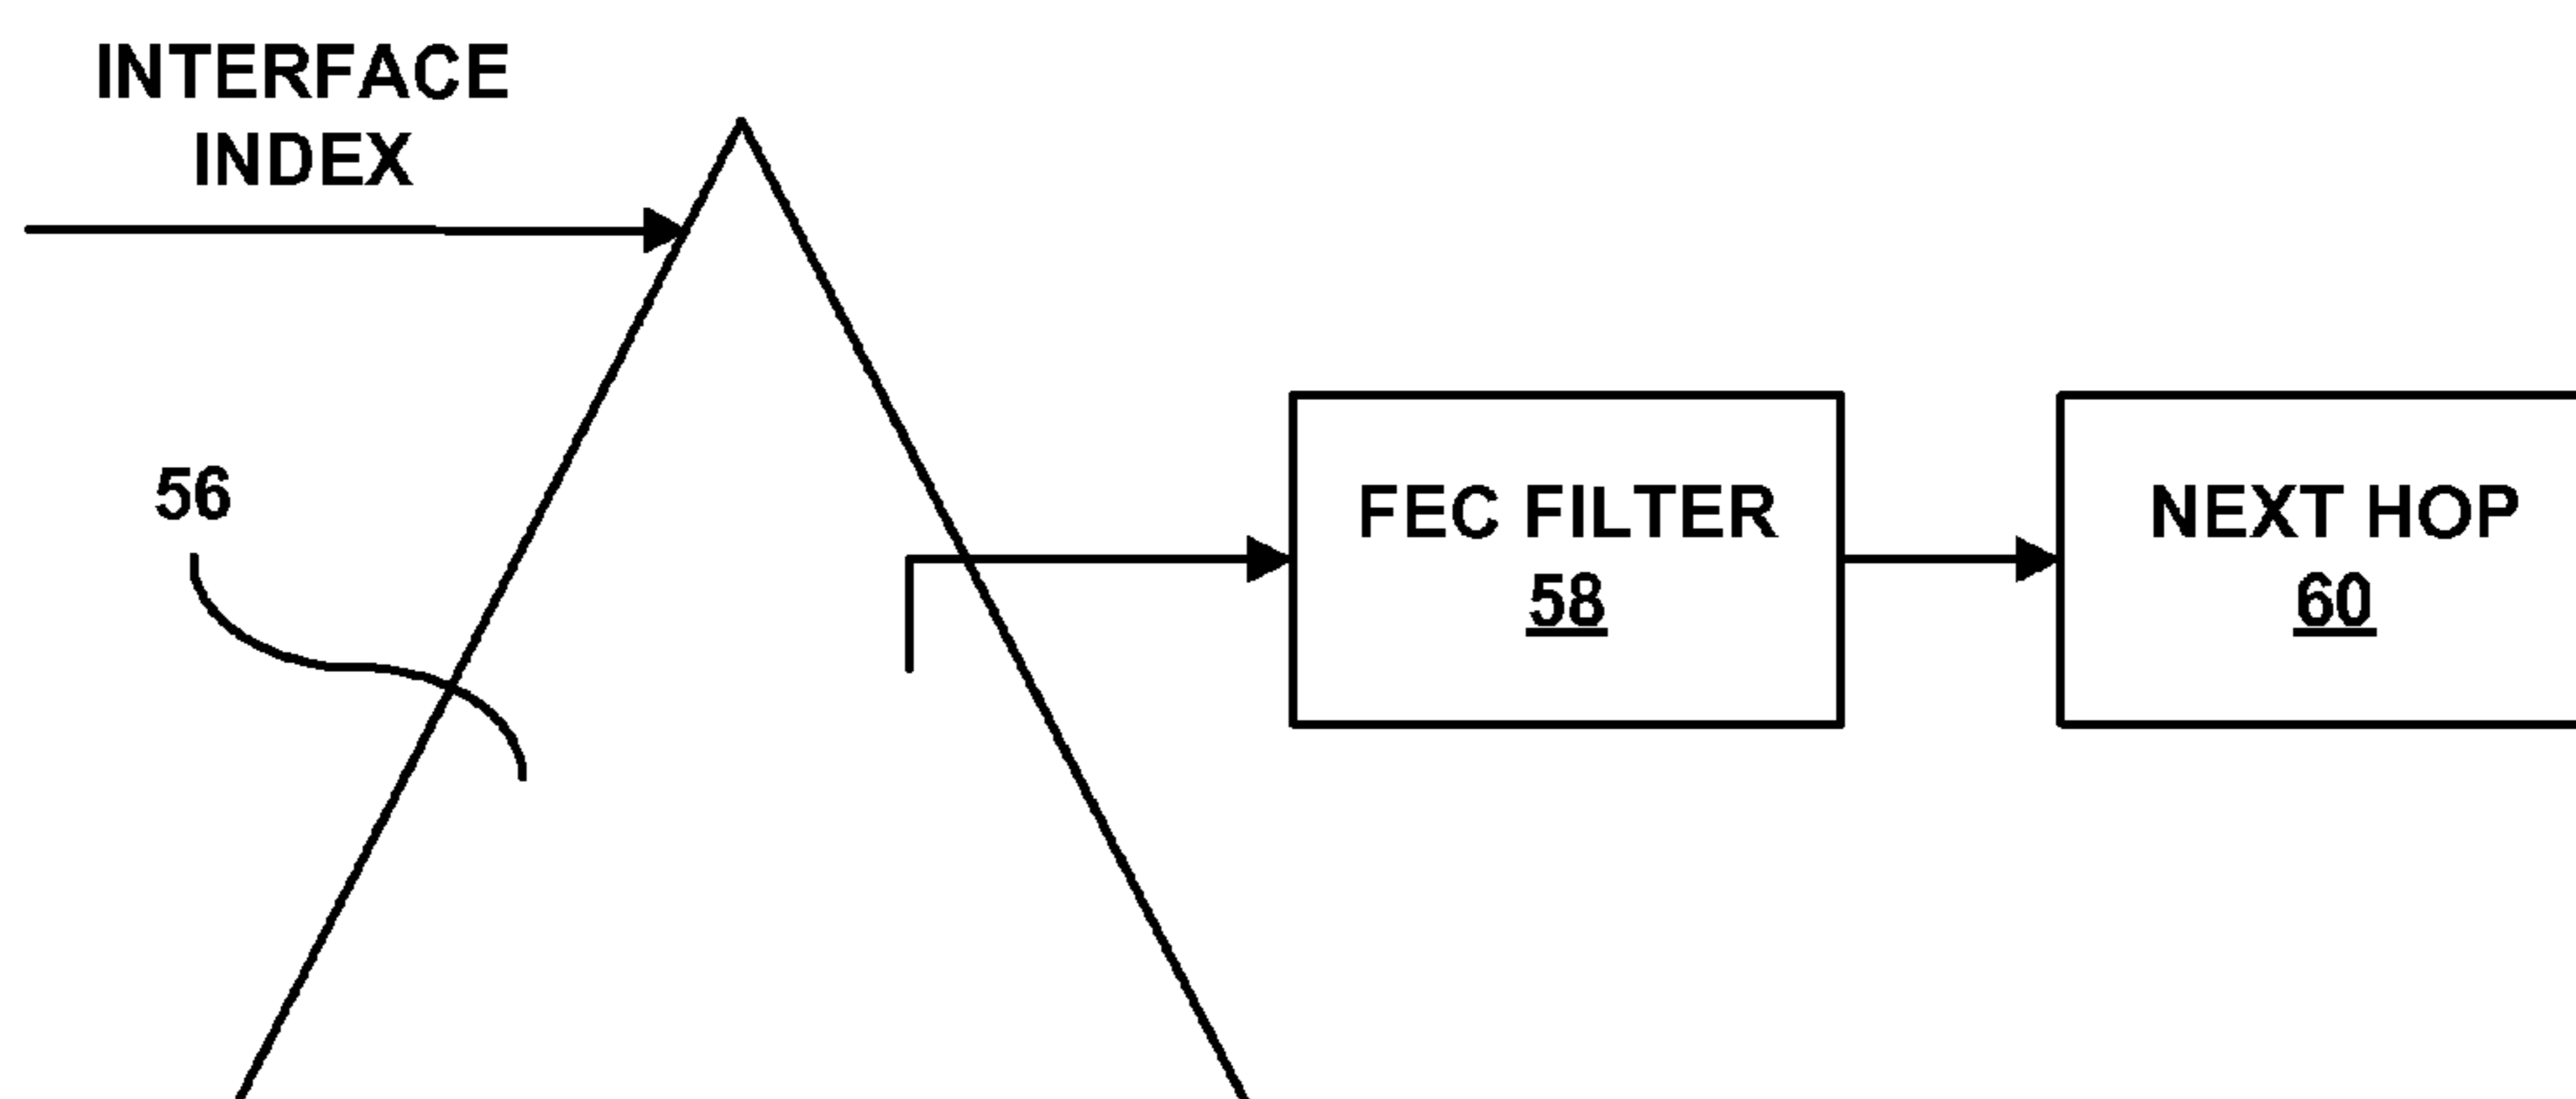 INTERFACE
INDEX
56
FEC FILTER
58
NEXT HOP
60